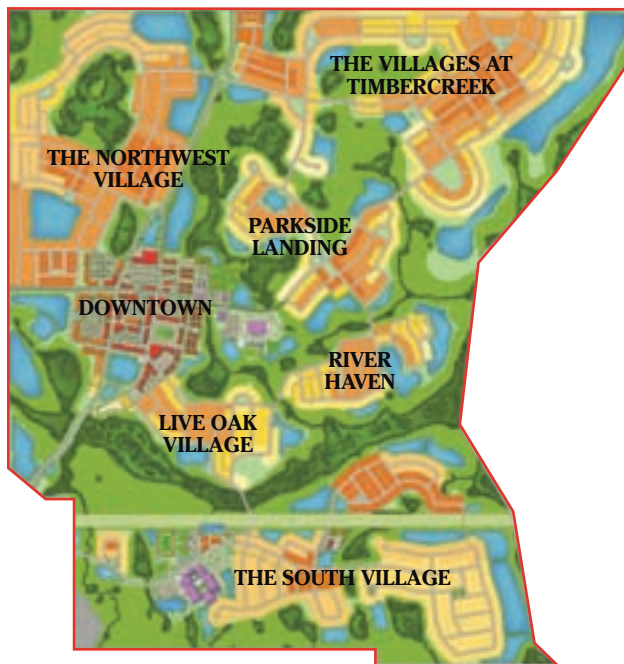 THE VILLAGES AT
TIMBERCREEK
THE NORTHWEST
VILLAGE
PARKSIDE
LANDING
DOWNTOWN
RIVER
HAVEN
LIVE OAK
VILLAGE
THE SOUTH VILLAGE